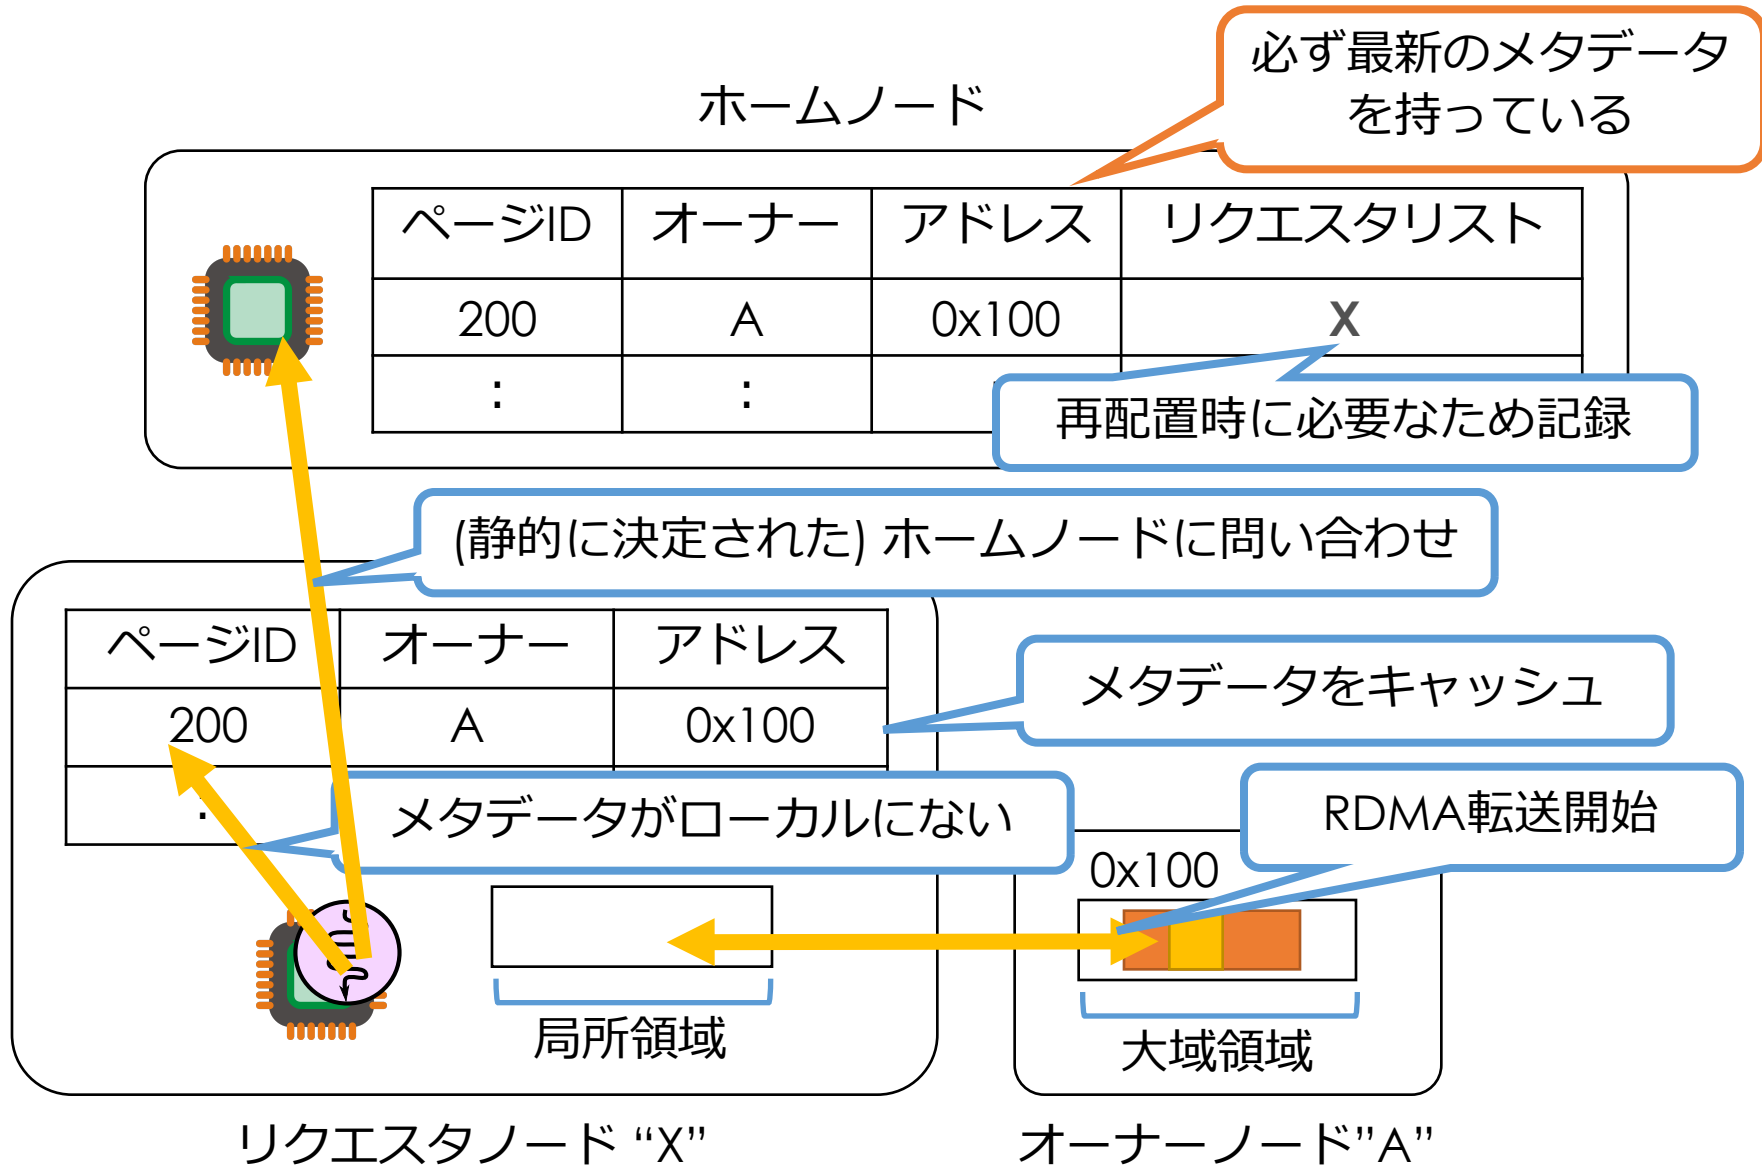 必ず最新のメタデータ
を持っている
ホームノード
ページID オーナー アドレス リクエスタリスト
200 A 0x100 X
: :
再配置時に必要なため記録
(静的に決定された) ホームノードに問い合わせ
ページID オーナー アドレス
200 A 0x100
メタデータをキャッシュ
:
メタデータがローカルにない
RDMA転送開始
0x100
局所領域
大域領域
リクエスタノード “X”
オーナーノード”A”